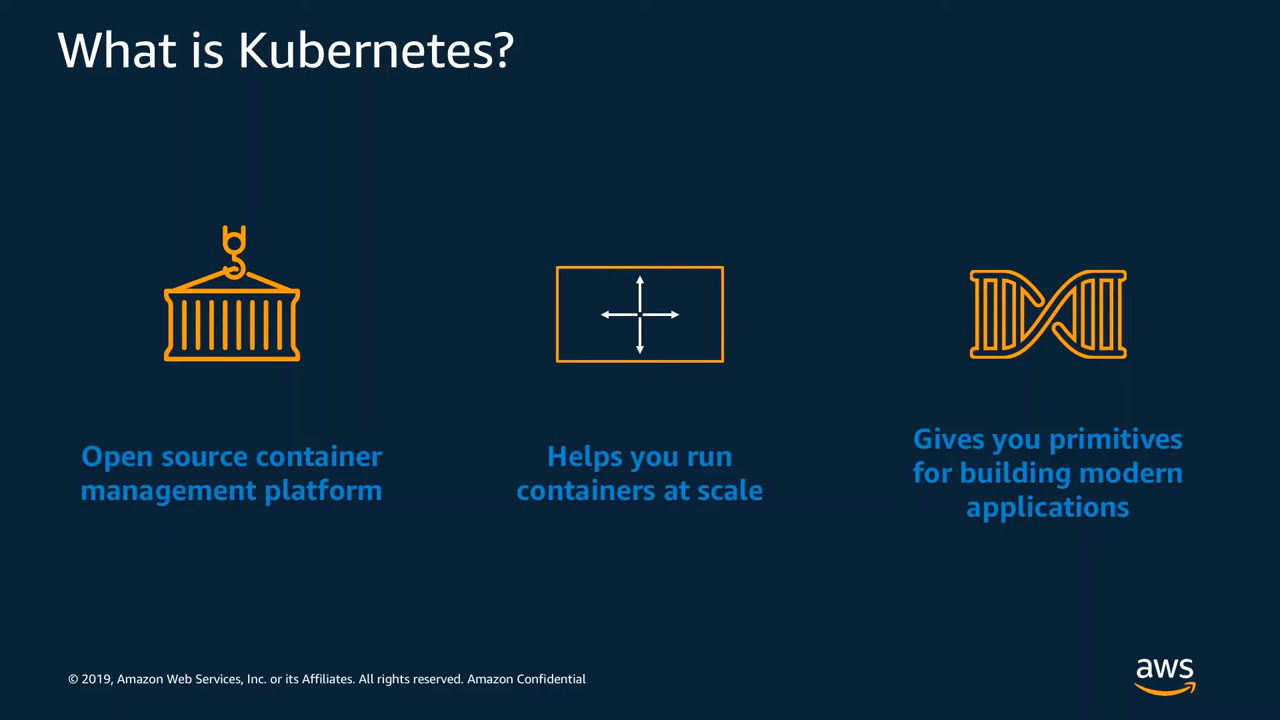 What is Kubernetes?
Open source container
management platform
Helps you run
containers at scale
Gives you primitives
for building modern
applications
© 2019, Amazon Web Services, Inc. or its Affiliates. All rights reserved. Amazon Confidential
aws